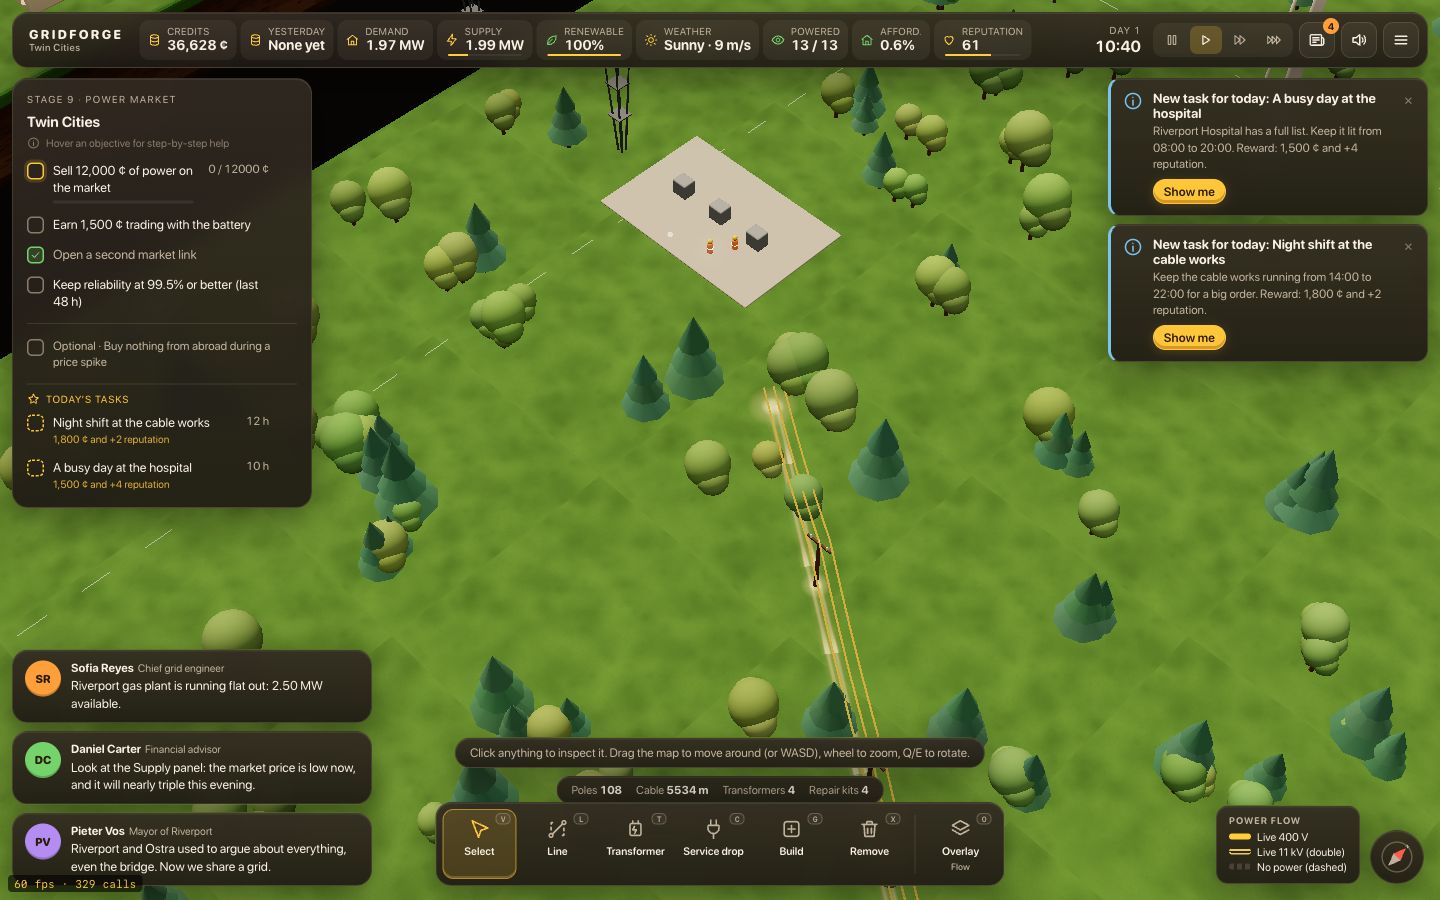 GRIDFORGE
Twin Cities
CREDITS
36,628 ¢
YESTERDAY
None yet
DEMAND
1.97 MW
SUPPLY
1.99 MW
RENEWABLE
100%
WEATHER
Sunny · 9 m/s
POWERED
13 / 13
AFFORD.
0.6%
REPUTATION
61
DAY 1
10:40
4
STAGE 9 · POWER MARKET
Twin Cities
Hover an objective for step-by-step help
Sell 12,000 ¢ of power on 0 / 12000 ¢
the market
Earn 1,500 ¢ trading with the battery
Open a second market link
Keep reliability at 99.5% or better (last
48 h)
Optional · Buy nothing from abroad during a
price spike
TODAY'S TASKS
Night shift at the cable works 12 h
1,800 ¢ and +2 reputation
A busy day at the hospital 10 h
1,500 ¢ and +4 reputation
New task for today: A busy day at the
hospital
Riverport Hospital has a full list. Keep it lit from
08:00 to 20:00. Reward: 1,500 ¢ and +4
reputation.
Show me
New task for today: Night shift at the
cable works
Keep the cable works running from 14:00 to
22:00 for a big order. Reward: 1,800 ¢ and +2
reputation.
Show me
SR
Sofia Reyes Chief grid engineer
Riverport gas plant is running flat out: 2.50 MW
available.
DC
Daniel Carter Financial advisor
Look at the Supply panel: the market price is low now,
and it will nearly triple this evening.
PV
Pieter Vos Mayor of Riverport
Riverport and Ostra used to argue about everything,
even the bridge. Now we share a grid.
60 fps · 329 calls
Click anything to inspect it. Drag the map to move around (or WASD), wheel to zoom, Q/E to rotate.
Poles 108 Cable 5534 m Transformers 4 Repair kits 4
V
Select
L
Line
T
Transformer
C
Service drop
G
Build
X
Remove
O
Overlay
Flow
POWER FLOW
Live 400 V
Live 11 kV (double)
No power (dashed)